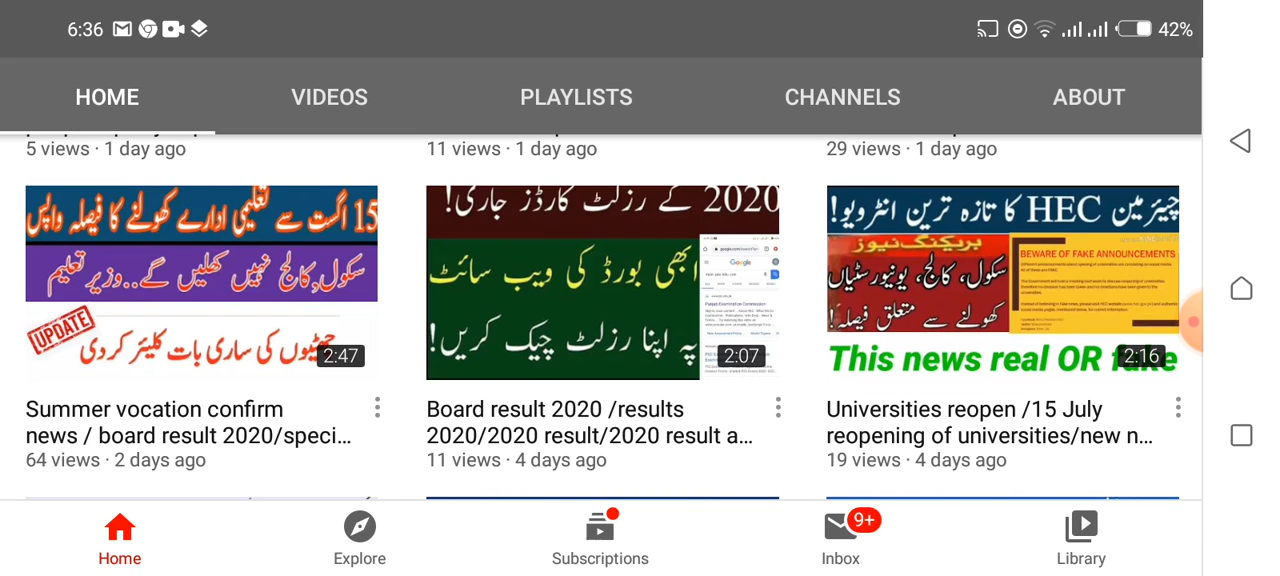 6:36
42%
HOME VIDEOS PLAYLISTS CHANNELS ABOUT
5 views · 1 day ago
11 views · 1 day ago
29 views · 1 day ago
15 اگست سے تعلیمی ادارے کھولنے کا فیصلہ واپس
سکول,کالج نہیں کھلیں گے..وزیر تعلیم
UPDATE
چھٹیوں کی ساری بات کلیئر کردی
2:47
Summer vocation confirm
news / board result 2020/speci...
64 views · 2 days ago
2020 کے رزلٹ کارڈز جاری!
ابھی بورڈ کی ویب سائٹ
پہ اپنا رزلٹ چیک کریں!
Google
Punjab Examination Commission
2:07
Board result 2020 /results
2020/2020 result/2020 result a...
11 views · 4 days ago
چیئرمین HEC کا تازہ ترین انٹرویو!
بریکنگ نیوز
سکول، کالج، یونیورسٹیاں
کھولنے سے متعلق فیصلہ!
BEWARE OF FAKE ANNOUNCEMENTS
This news real OR fake
2:16
Universities reopen /15 July
reopening of universities/new n...
19 views · 4 days ago
9+
Home Explore Subscriptions Inbox Library